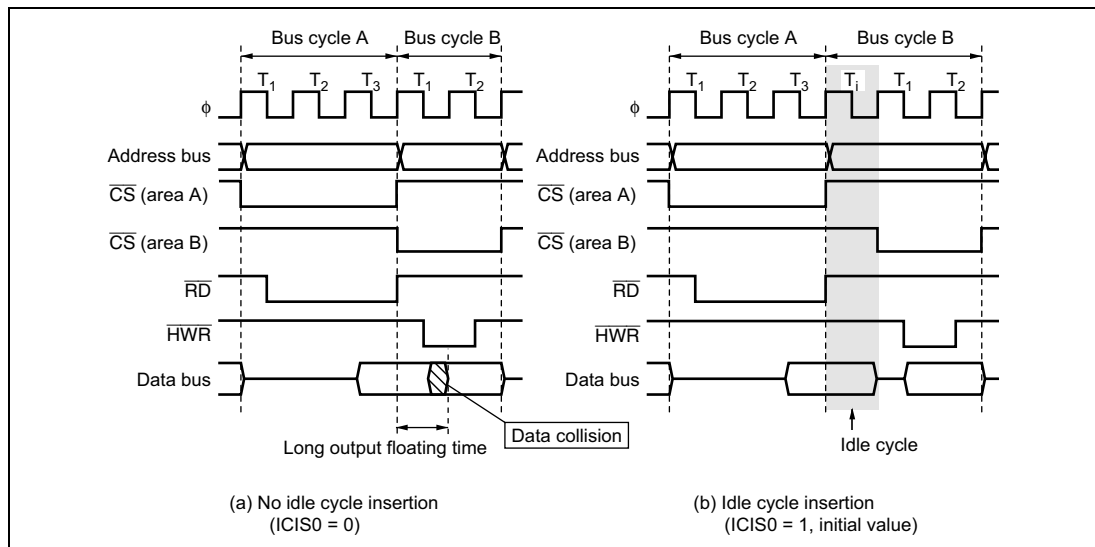 Bus cycle A Bus cycle B
T1 T2 T3 T1 T2
ϕ
Address bus
CS (area A)
CS (area B)
RD
HWR
Data bus
Long output floating time
Data collision
(a) No idle cycle insertion
(ICIS0 = 0)
Bus cycle A Bus cycle B
T1 T2 T3 Ti T1 T2
ϕ
Address bus
CS (area A)
CS (area B)
RD
HWR
Data bus
Idle cycle
(b) Idle cycle insertion
(ICIS0 = 1, initial value)